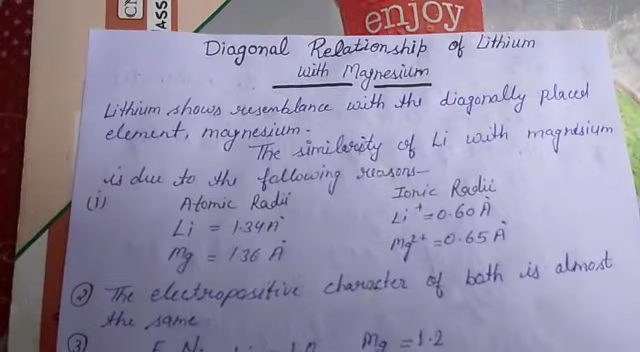 enjoy
CN
ASS
Diagonal Relationship of Lithium
with Magnesium
Lithium shows resemblance with the diagonally placed
element, magnesium.
The similarity of Li with magnesium
is due to the following reasons—
(i) Atomic Radii Ionic Radii
Li = 1.34 Å Li⁺ = 0.60 Å
Mg = 1.36 Å Mg²⁺ = 0.65 Å
② The electropositive character of both is almost
the same
③ E.N. Mg = 1.2